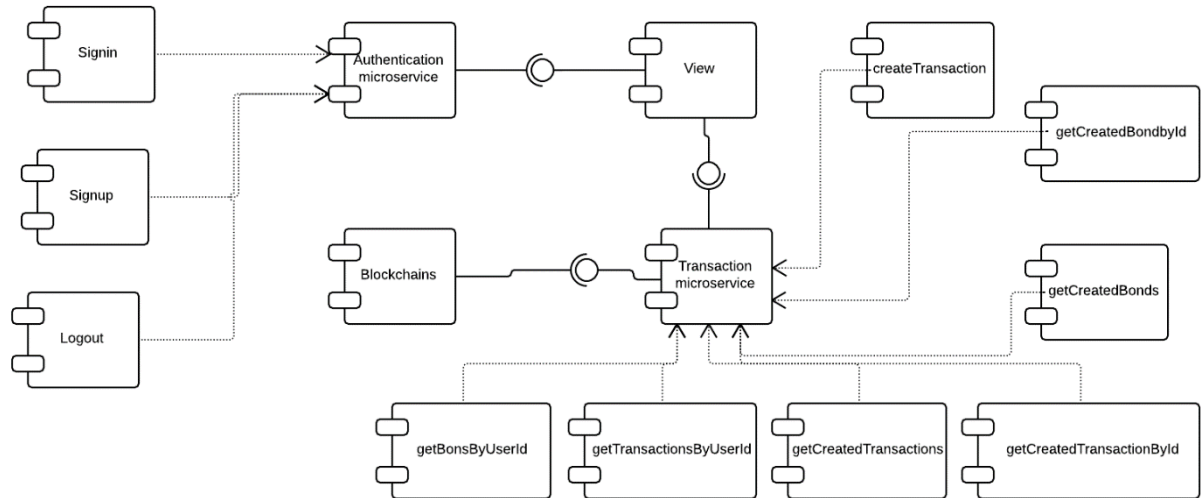 Signin
Authentication
microservice
View
createTransaction
getCreatedBondbyId
Signup
Blockchains
Transaction
microservice
getCreatedBonds
Logout
getBonsByUserId
getTransactionsByUserId
getCreatedTransactions
getCreatedTransactionById